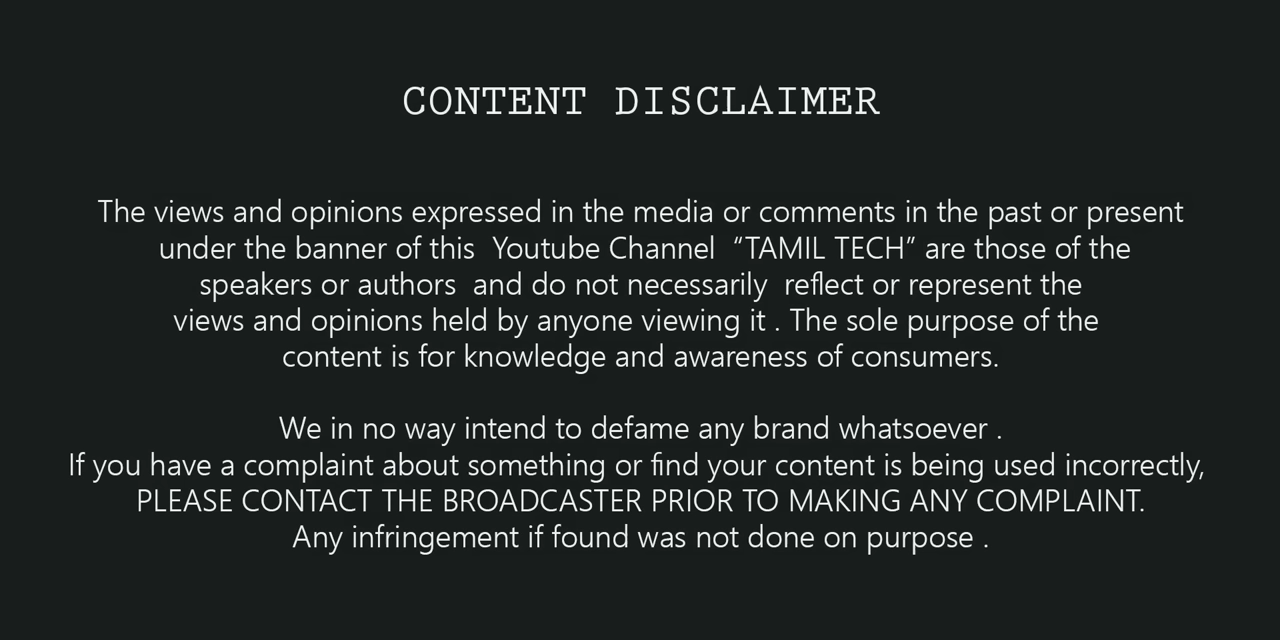 CONTENT DISCLAIMER
The views and opinions expressed in the media or comments in the past or present
under the banner of this  Youtube Channel  “TAMIL TECH” are those of the
speakers or authors  and do not necessarily  reflect or represent the
views and opinions held by anyone viewing it . The sole purpose of the
content is for knowledge and awareness of consumers.
We in no way intend to defame any brand whatsoever .
If you have a complaint about something or find your content is being used incorrectly,
PLEASE CONTACT THE BROADCASTER PRIOR TO MAKING ANY COMPLAINT.
Any infringement if found was not done on purpose .